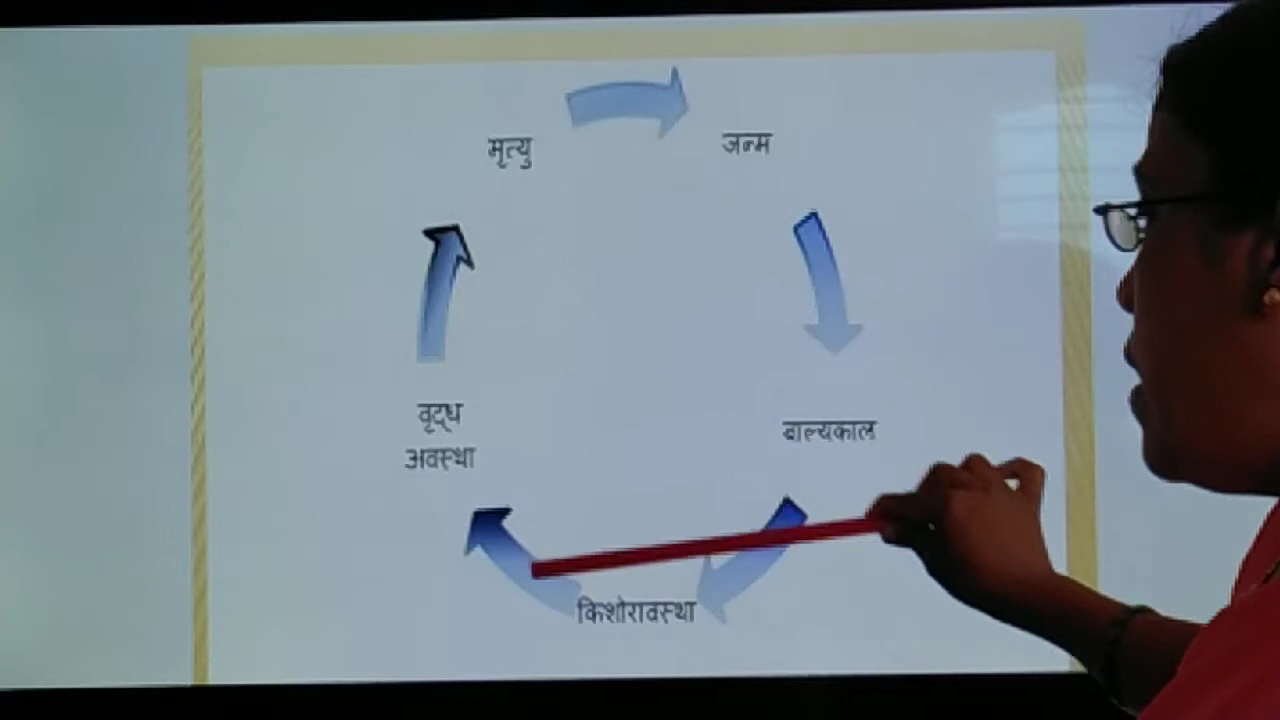 मृत्यु
जन्म
वृद्ध
अवस्था
बाल्यकाल
किशोरावस्था